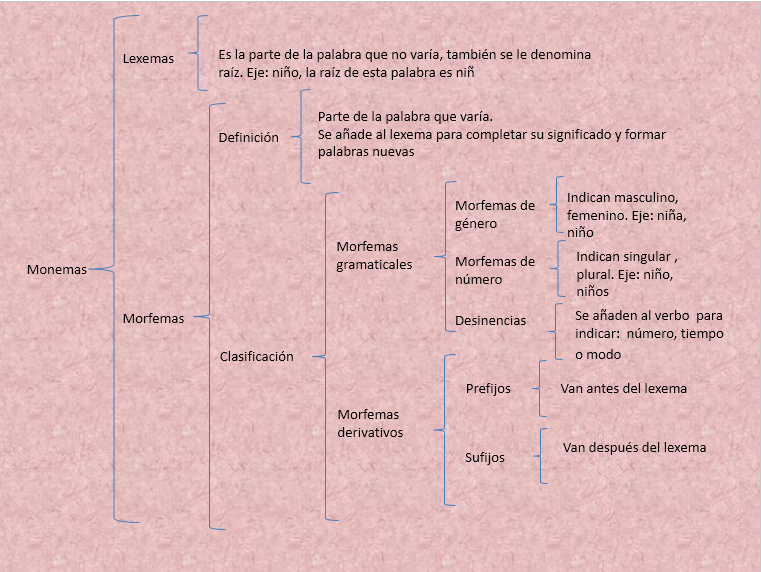 Lexemas
Es la parte de la palabra que no varía, también se le denomina
raíz. Eje: niño, la raíz de esta palabra es niñ
Definición
Parte de la palabra que varía.
Se añade al lexema para completar su significado y formar
palabras nuevas
Monemas
Morfemas
Clasificación
Morfemas
gramaticales
Morfemas de
género
Indican masculino,
femenino. Eje: niña,
niño
Morfemas de
número
Indican singular ,
plural. Eje: niño,
niños
Desinencias
Se añaden al verbo para
indicar: número, tiempo
o modo
Morfemas
derivativos
Prefijos
Van antes del lexema
Sufijos
Van después del lexema